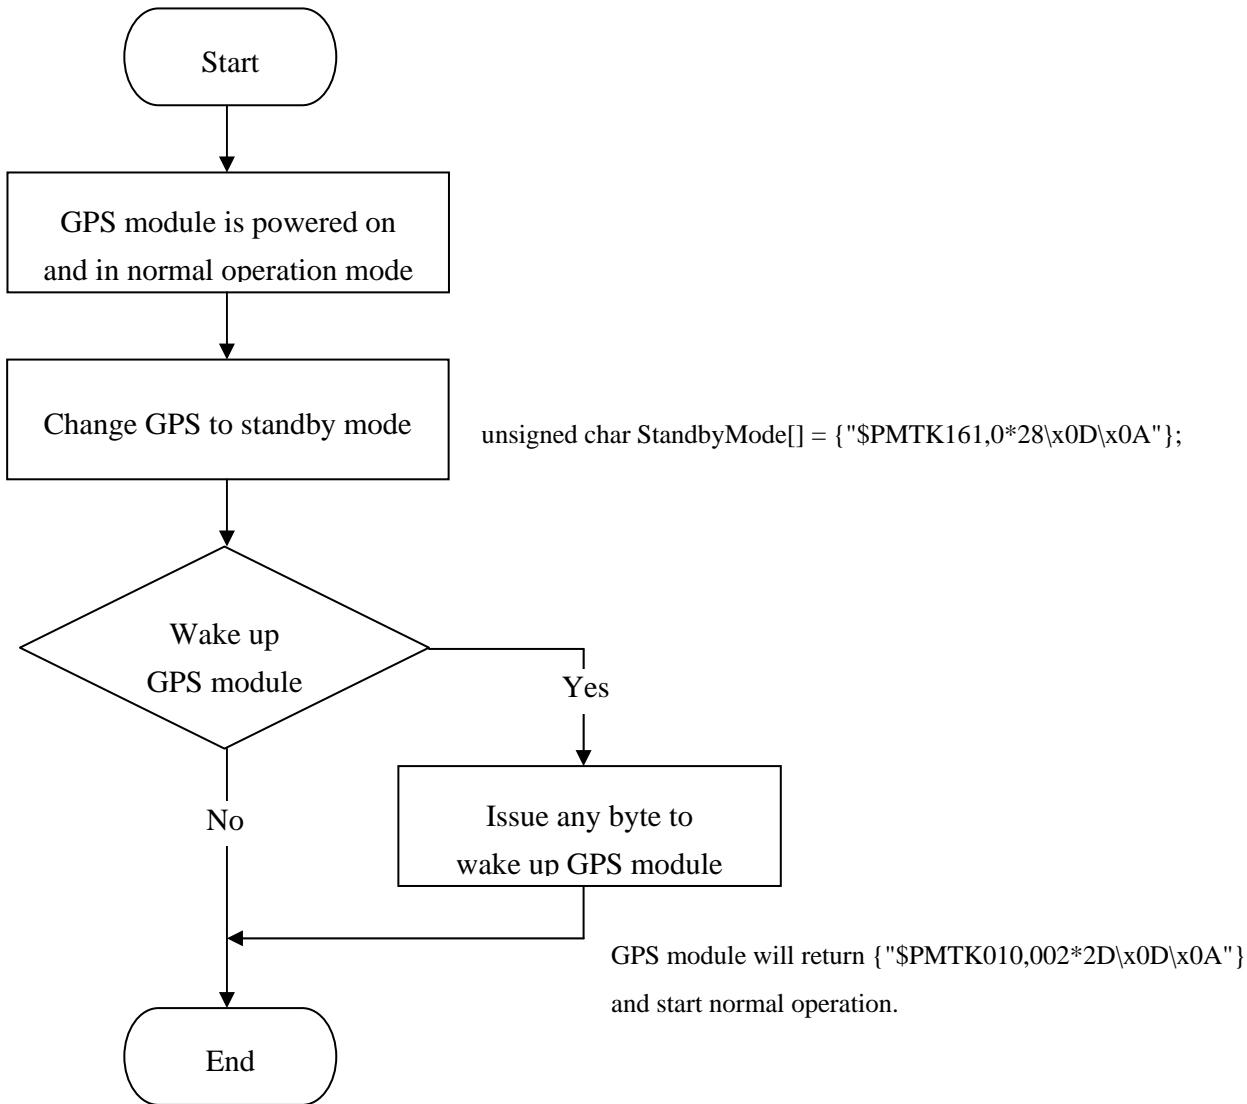 Start
GPS module is powered on
and in normal operation mode
Change GPS to standby mode
unsigned char StandbyMode[] = {"$PMTK161,0*28\x0D\x0A"};
Wake up
GPS module
Yes
No
Issue any byte to
wake up GPS module
GPS module will return {"$PMTK010,002*2D\x0D\x0A"}
and start normal operation.
End